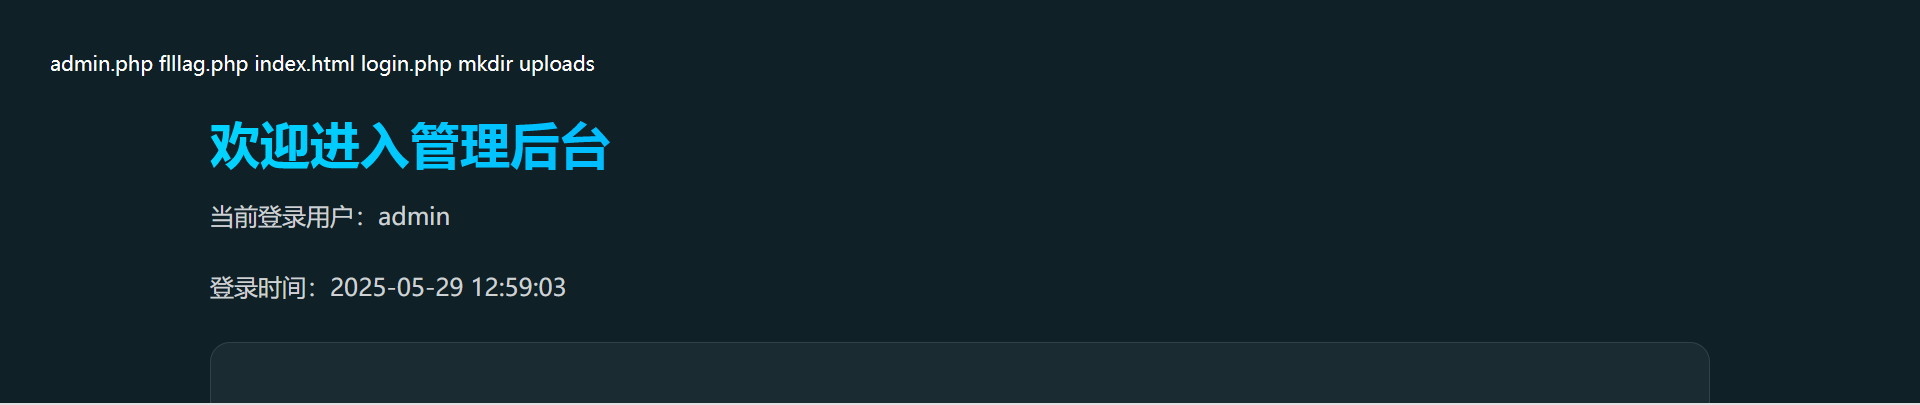 admin.php flllag.php index.html login.php mkdir uploads
欢迎进入管理后台
当前登录用户：admin
登录时间：2025-05-29 12:59:03